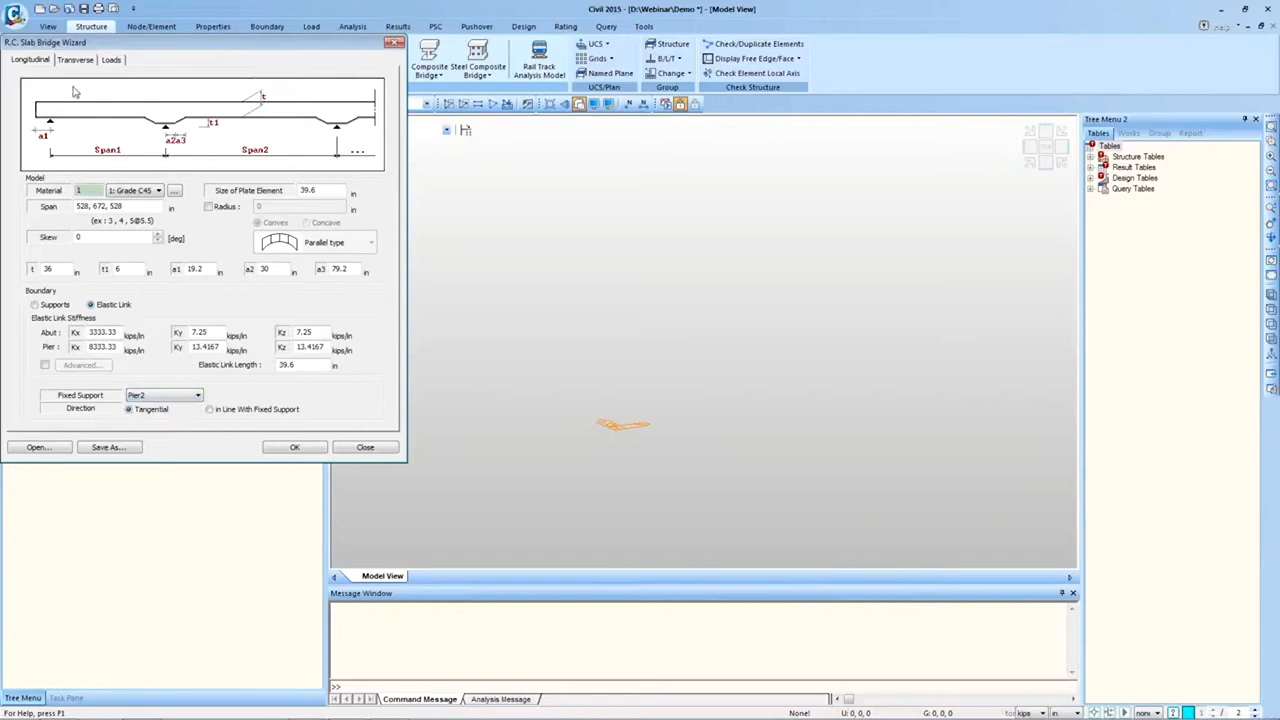 Civil 2015 - [D:\Webinar\Demo *] - [Model View]
View Structure Node/Element Properties Boundary Load Analysis Results PSC Pushover Design Rating Query Tools
Help
R.C. Slab Bridge Wizard
Longitudinal Transverse Loads
Composite Bridge
Steel Composite Bridge
Rail Track Analysis Model
UCS
Grids
Named Plane
UCS/Plan
Structure
B/L/T
Change
Group
Check/Duplicate Elements
Display Free Edge/Face
Check Element Local Axis
Check Structure
t
t1
a1
a2a3
Span1 Span2 ...
Model
Material 1 1: Grade C45 ...
Size of Plate Element 39.6 in
Span 528, 672, 528 in
(ex : 3 , 4 , 5@5.5)
Radius : 0 in
Convex Concave
Skew 0 [deg]
Parallel type
t 36 in t1 6 in a1 19.2 in a2 30 in a3 79.2 in
Boundary
Supports Elastic Link
Elastic Link Stiffness
Abut : Kx 3333.33 kips/in Ky 7.25 kips/in Kz 7.25 kips/in
Pier : Kx 8333.33 kips/in Ky 13.4167 kips/in Kz 13.4167 kips/in
Advanced... Elastic Link Length : 39.6 in
Fixed Support Pier2
Direction Tangential in Line With Fixed Support
Open... Save As... OK Close
Tree Menu 2
Tables Works Group Report
Tables
Structure Tables
Result Tables
Design Tables
Query Tables
Model View
Message Window
>>
Command Message Analysis Message
Tree Menu Task Pane
For Help, press F1
None! U: 0, 0, 0 G: 0, 0, 0 kips in none ? / 2